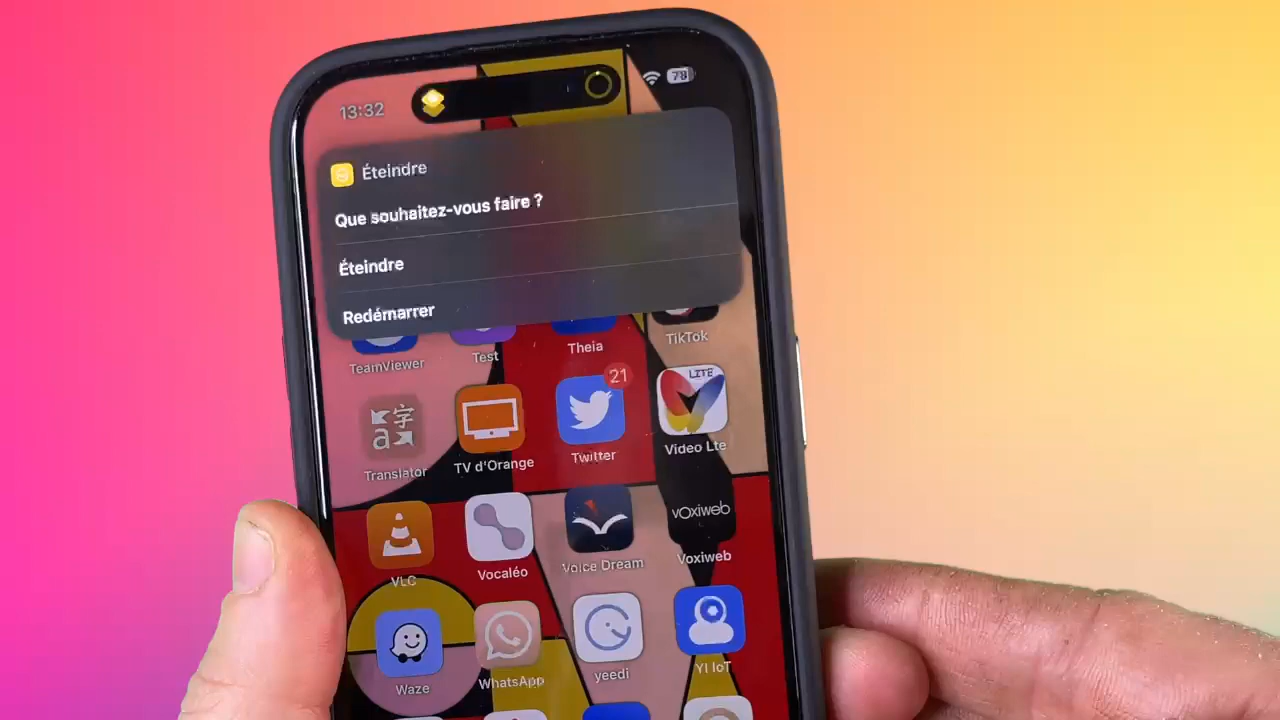 13:32
78
Éteindre
Que souhaitez-vous faire ?
Éteindre
Redémarrer
TeamViewer
Test
Theia
TikTok
字
a
21
LITE
Translator
TV d'Orange
Twitter
Video Lte
voxiweb
VLC
Vocaléo
Voice Dream
Voxiweb
Waze
WhatsApp
yeedi
YI IoT